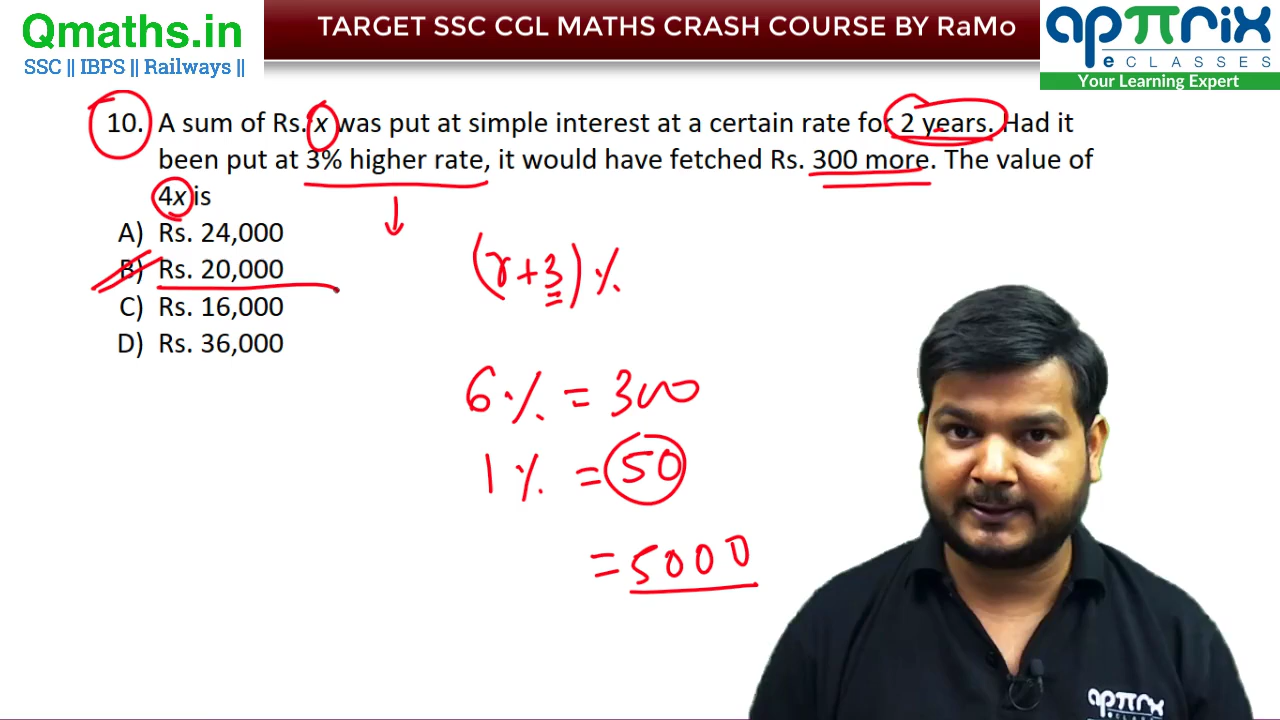 Qmaths.in
SSC || IBPS || Railways ||
TARGET SSC CGL MATHS CRASH COURSE BY RaMo
apπrix
e CLASSES
Your Learning Expert
10. A sum of Rs. x was put at simple interest at a certain rate for 2 years. Had it
been put at 3% higher rate, it would have fetched Rs. 300 more. The value of
4x is
A) Rs. 24,000
B) Rs. 20,000
C) Rs. 16,000
D) Rs. 36,000
(r+3)%
6% = 300
1% = 50
= 5000
apπrix
e CLASSES